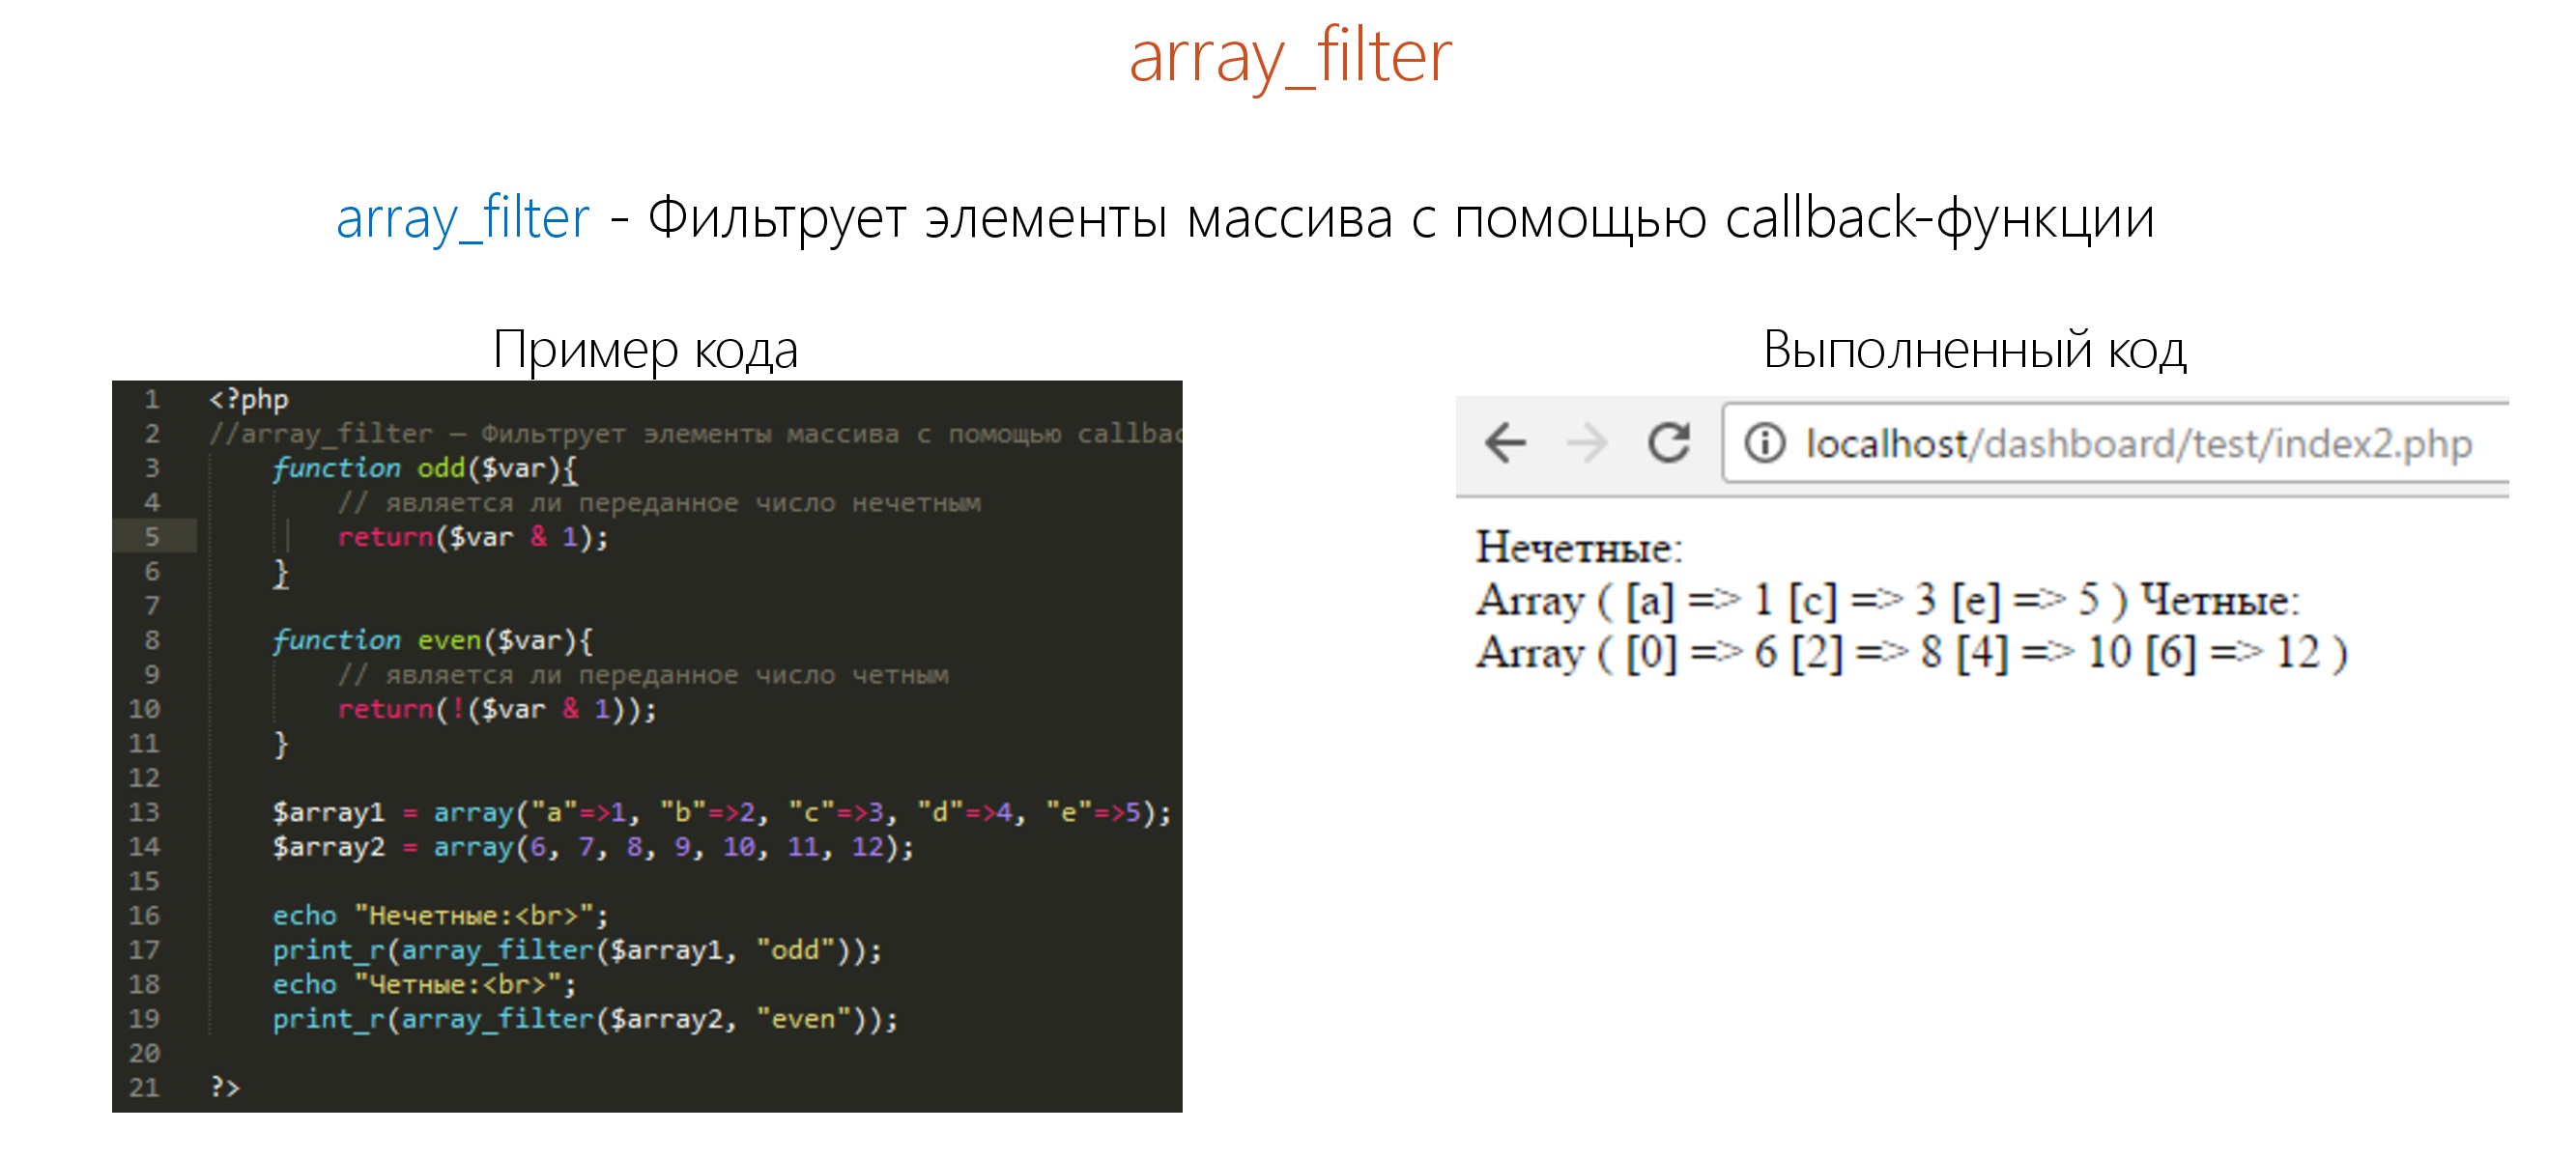 array_filter
array_filter - Фильтрует элементы массива с помощью callback-функции
Пример кода
1 <?php
2 //array_filter — Фильтрует элементы массива с помощью callbac
3 function odd($var){
4 // является ли переданное число нечетным
5 return($var & 1);
6 }
7
8 function even($var){
9 // является ли переданное число четным
10 return(!($var & 1));
11 }
12
13 $array1 = array("a"=>1, "b"=>2, "c"=>3, "d"=>4, "e"=>5);
14 $array2 = array(6, 7, 8, 9, 10, 11, 12);
15
16 echo "Нечетные:<br>";
17 print_r(array_filter($array1, "odd"));
18 echo "Четные:<br>";
19 print_r(array_filter($array2, "even"));
20
21 ?>
Выполненный код
localhost/dashboard/test/index2.php
Нечетные:
Array ( [a] => 1 [c] => 3 [e] => 5 ) Четные:
Array ( [0] => 6 [2] => 8 [4] => 10 [6] => 12 )